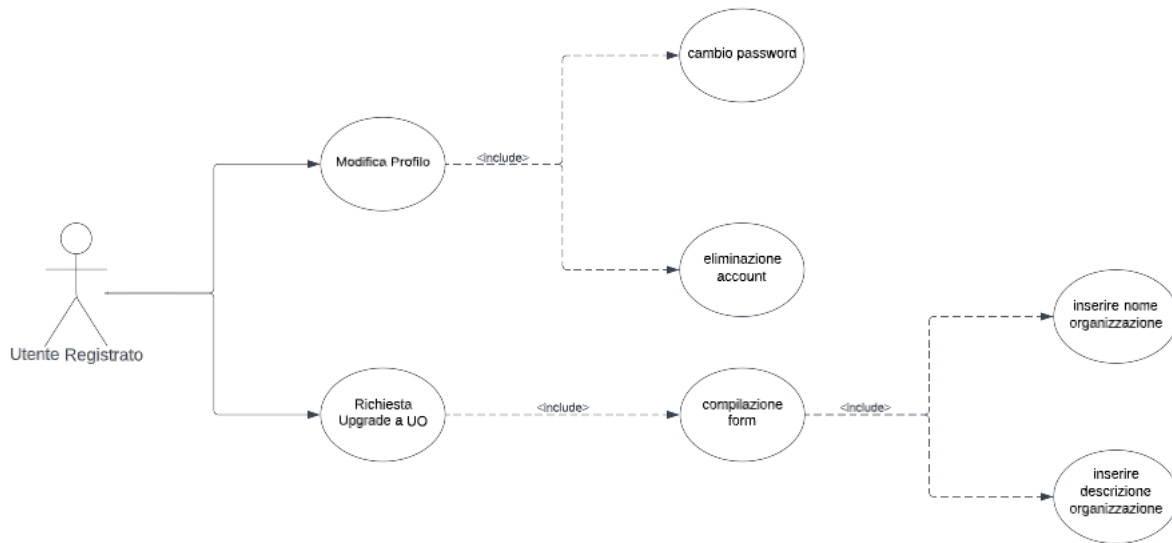 cambio password
Modifica Profilo
<include>
eliminazione
account
Utente Registrato
inserire nome
organizzazione
Richiesta
Upgrade a UO
<include>
compilazione
form
<include>
inserire
descrizione
organizzazione